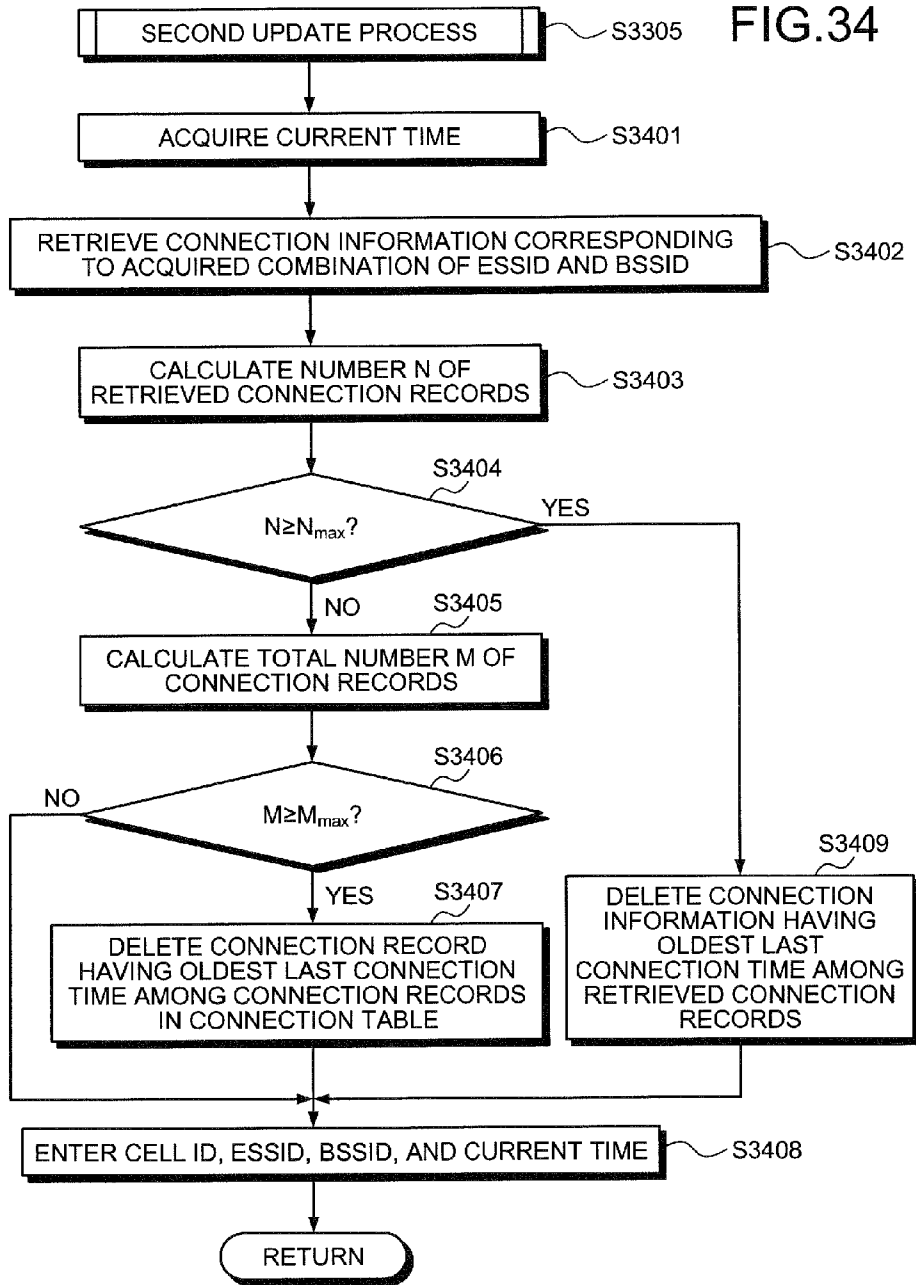 FIG.34
SECOND UPDATE PROCESS
S3305
ACQUIRE CURRENT TIME
S3401
RETRIEVE CONNECTION INFORMATION CORRESPONDING
TO ACQUIRED COMBINATION OF ESSID AND BSSID
S3402
CALCULATE NUMBER N OF
RETRIEVED CONNECTION RECORDS
S3403
S3404
N≥Nmax?
YES
NO
S3405
CALCULATE TOTAL NUMBER M OF
CONNECTION RECORDS
S3406
NO
M≥Mmax?
YES
S3407
DELETE CONNECTION RECORD
HAVING OLDEST LAST CONNECTION
TIME AMONG CONNECTION RECORDS
IN CONNECTION TABLE
S3409
DELETE CONNECTION
INFORMATION HAVING
OLDEST LAST
CONNECTION TIME AMONG
RETRIEVED CONNECTION
RECORDS
ENTER CELL ID, ESSID, BSSID, AND CURRENT TIME
S3408
RETURN